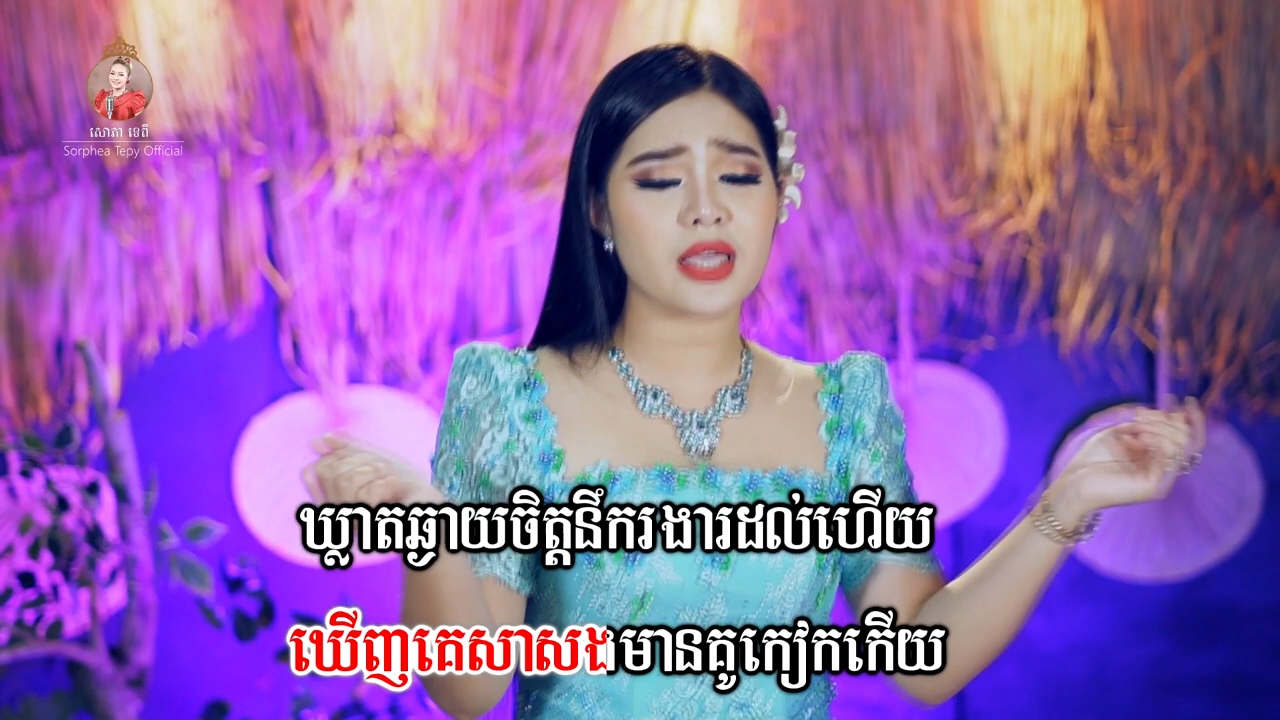 សោភា ទេពី
Sorphea Tepy Official
ឃ្លាតឆ្ងាយចិត្តនឹករងារដល់ហើយ
ឃើញគេសាសងមានគូកៀកកើយ